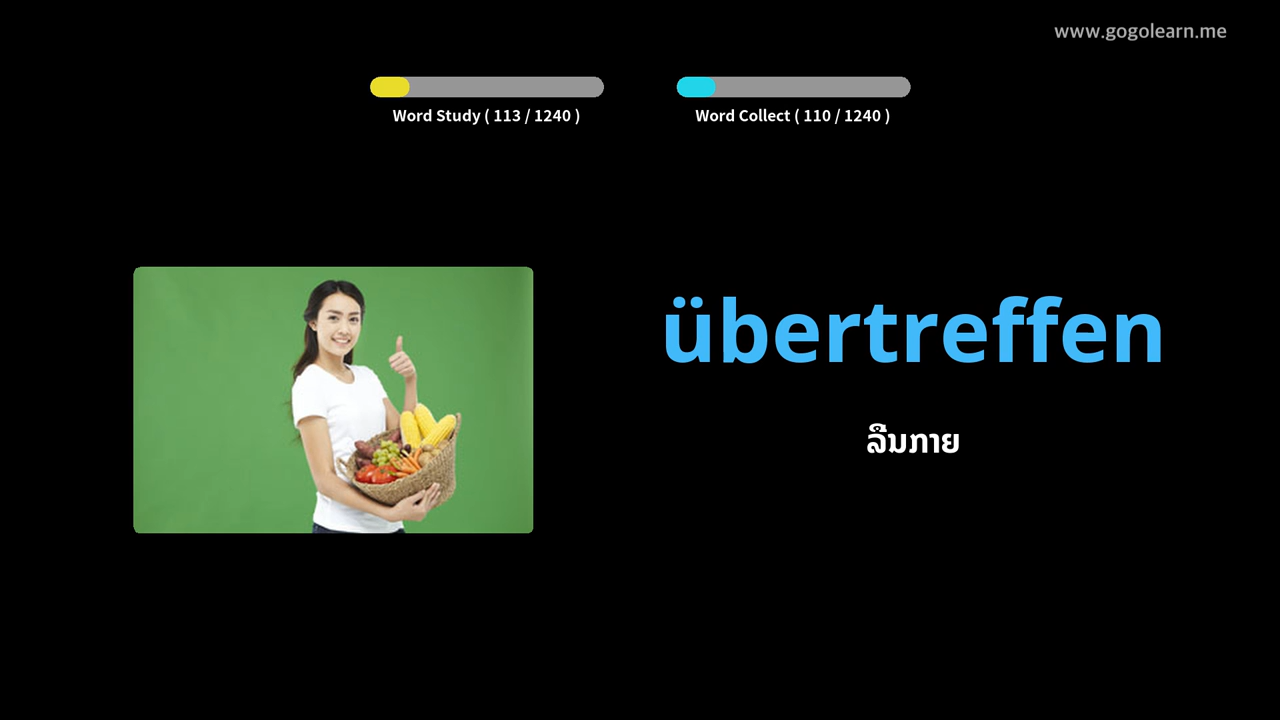 www.gogolearn.me
Word Study ( 113 / 1240 )
Word Collect ( 110 / 1240 )
übertreffen
ລື່ນກາຍ